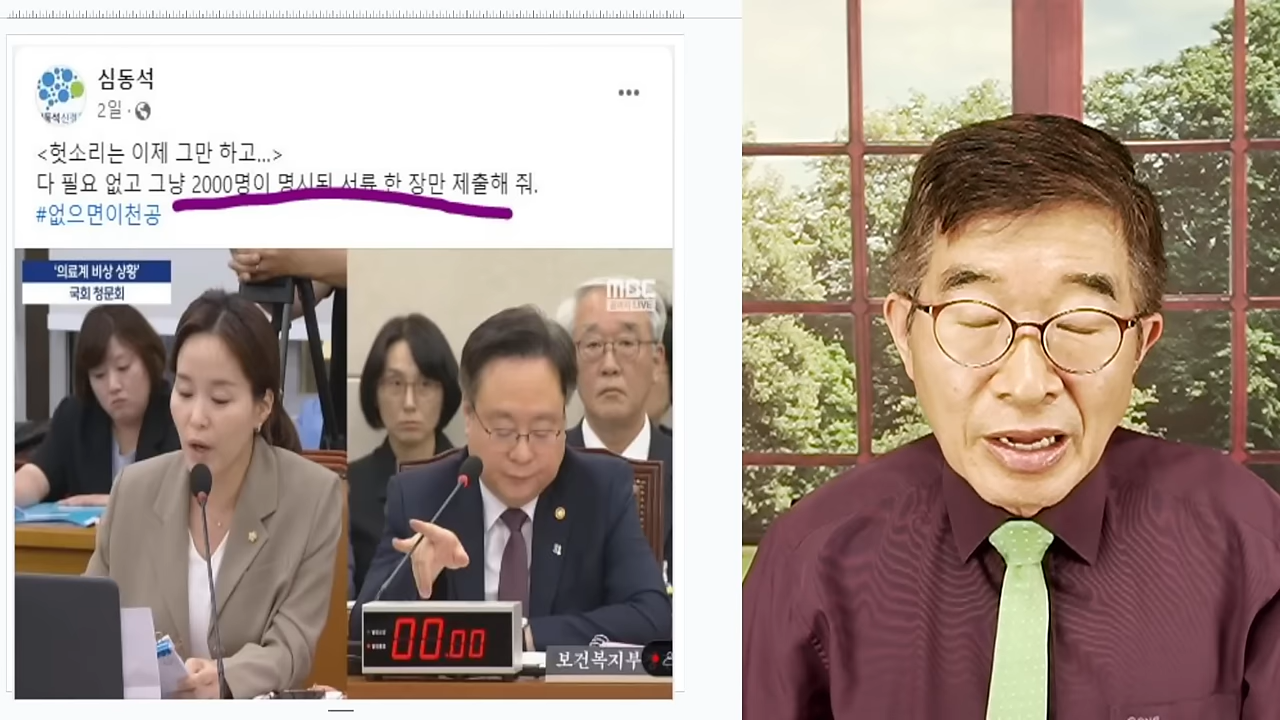 심동석
2일
<헛소리는 이제 그만 하고...>
다 필요 없고 그냥 2000명이 명시된 서류 한 장만 제출해 줘.
#없으면이천공
'의료계 비상 상황'
국회 청문회
MBC
LIVE
00.00
보건복지부